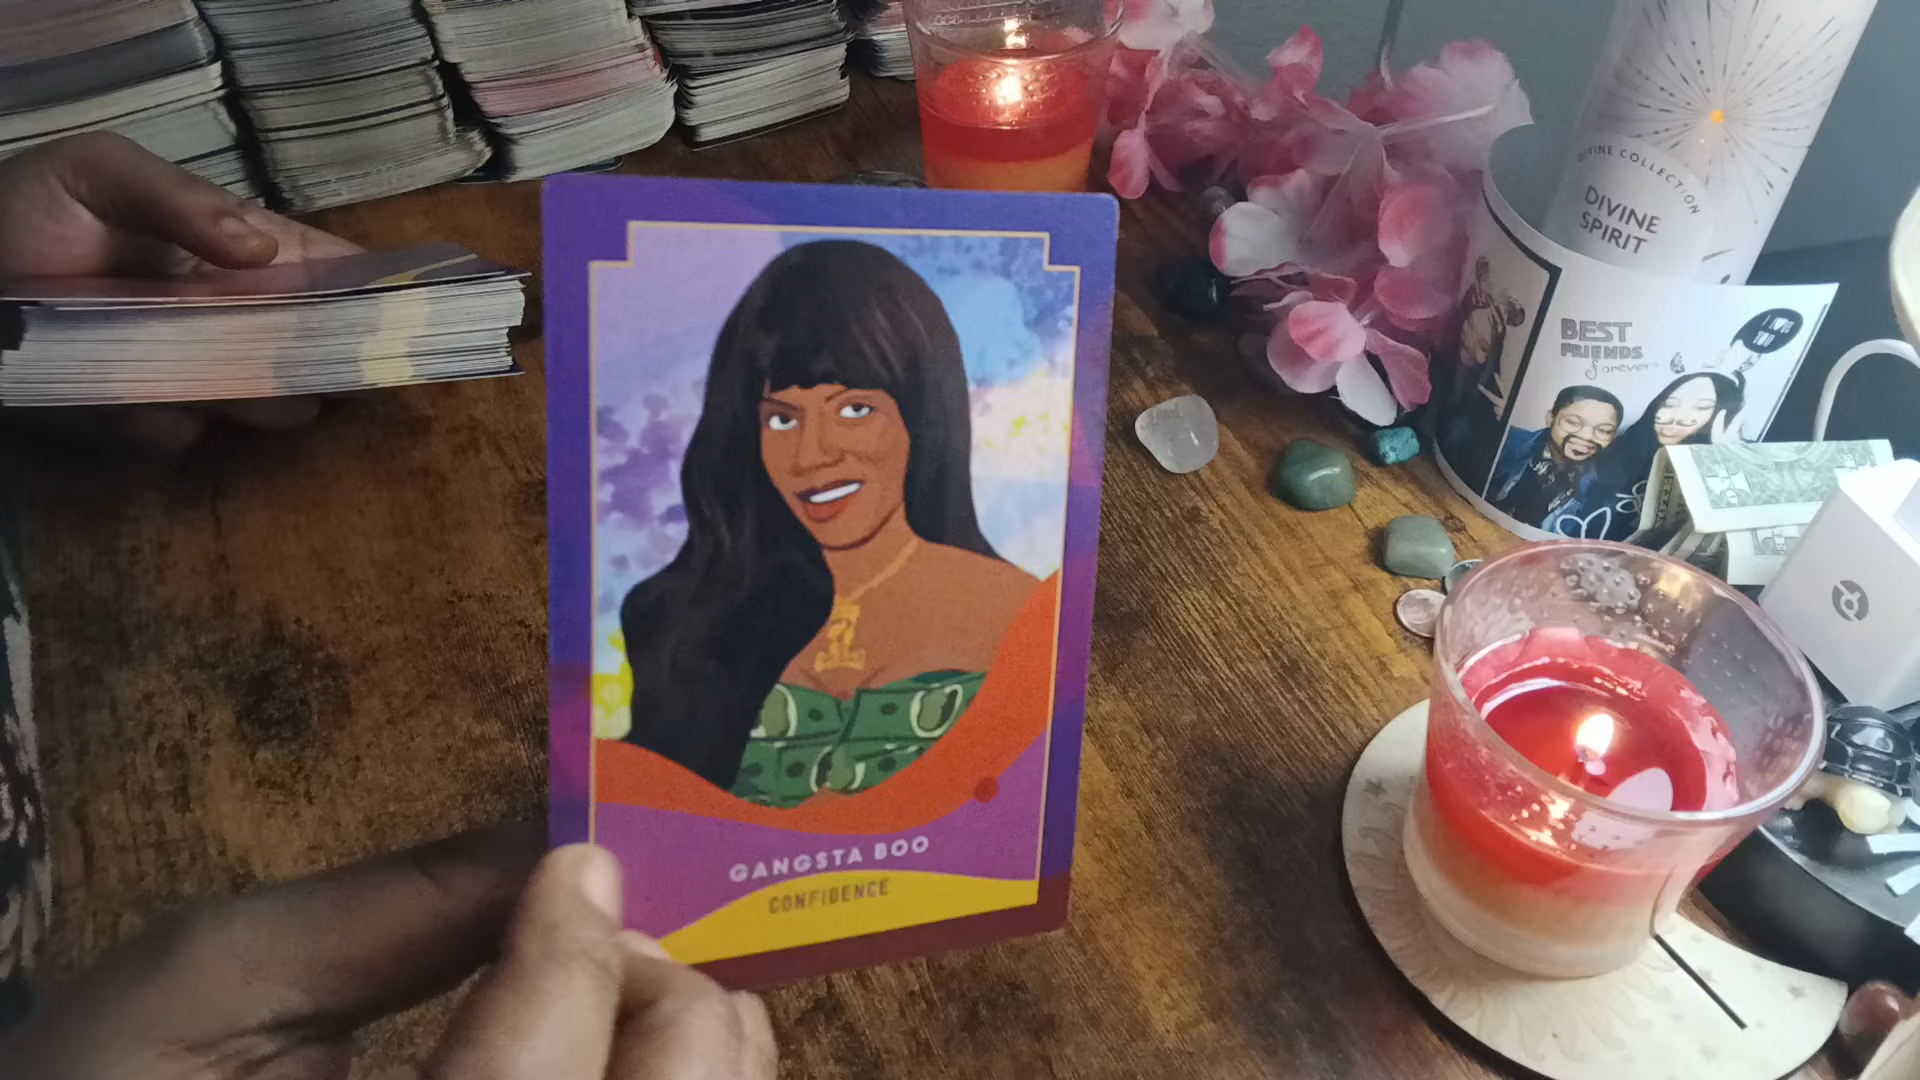 GANGSTA BOO
CONFIDENCE
DIVINE COLLECTION
DIVINE
SPIRIT
BEST
FRIENDS
forever
I LOVE
YOU